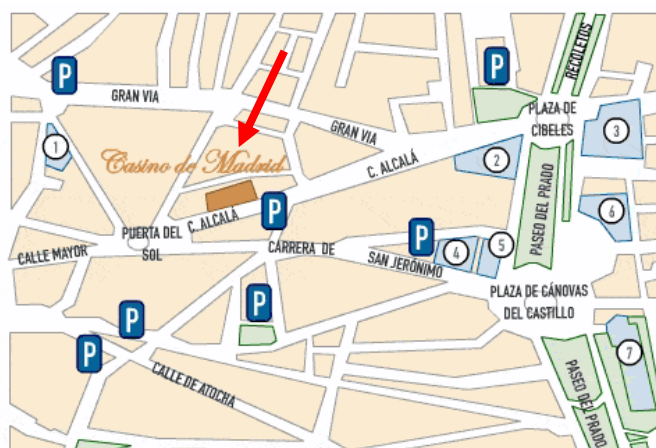 P
P
RECOLETOS
GRAN VIA
GRAN VIA
PLAZA DE
CIBELES
1
2
3
Casino de Madrid
C. ALCALÁ
C. ALCALÁ
P
PASEO DEL PRADO
6
PUERTA DEL
SOL
CALLE MAYOR
CARRERA DE
SAN JERÓNIMO
P
4
5
PLAZA DE CÁNOVAS
DEL CASTILLO
P
P
P
7
CALLE DE ATOCHA
PASEO DEL PRADO